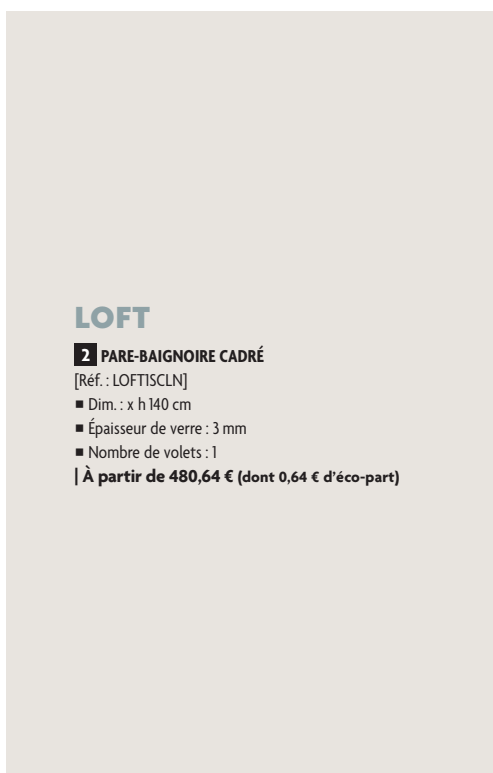 LOFT
2 PARE-BAIGNOIRE CADRÉ
[Réf. : LOFT1SCLN]
■ Dim. : x h 140 cm
■ Épaisseur de verre : 3 mm
■ Nombre de volets : 1
| À partir de 480,64 € (dont 0,64 € d’éco-part)